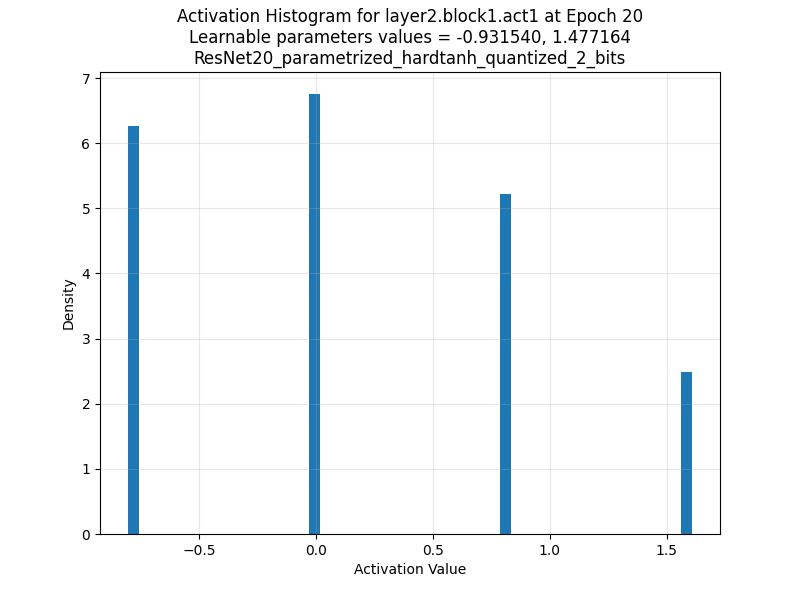 Activation Histogram for layer2.block1.act1 at Epoch 20
Learnable parameters values = -0.931540, 1.477164
ResNet20_parametrized_hardtanh_quantized_2_bits
7
6
5
4
3
2
1
0
Density
−0.5 0.0 0.5 1.0 1.5
Activation Value